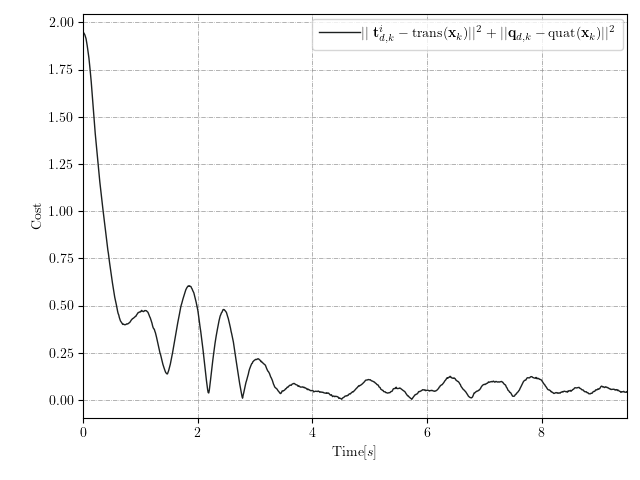 || t^i_{d,k} − trans(x_k)||² + ||q_{d,k} − quat(x_k)||²
2.00
1.75
1.50
1.25
1.00
0.75
0.50
0.25
0.00
Cost
0 2 4 6 8
Time[s]